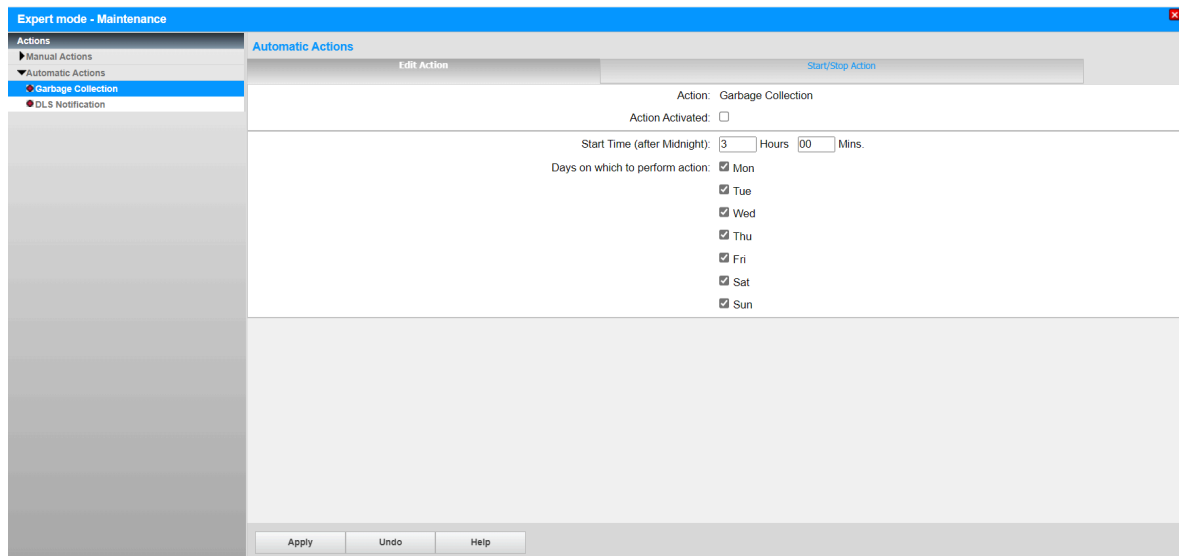 Expert mode - Maintenance
Actions
Manual Actions
Automatic Actions
Garbage Collection
DLS Notification
Automatic Actions
Edit Action
Start/Stop Action
Action: Garbage Collection
Action Activated:
Start Time (after Midnight): 3 Hours 00 Mins.
Days on which to perform action: Mon
Tue
Wed
Thu
Fri
Sat
Sun
Apply
Undo
Help